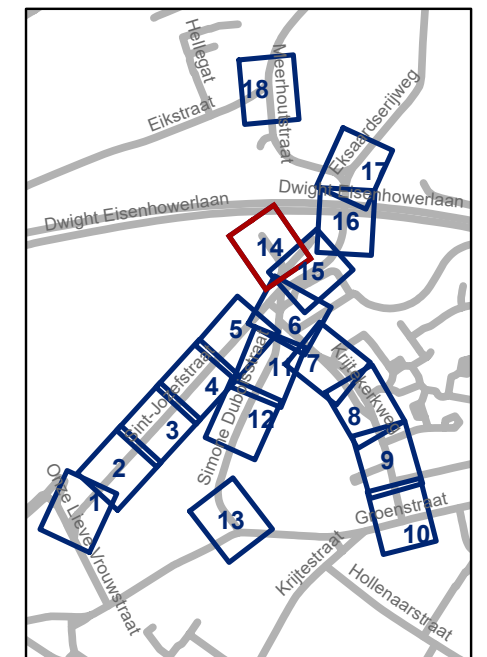 Hellegat
Meerhoutstraat
18
Eikstraat
Eksaardserijweg
17
Dwight Eisenhowerlaan
Dwight Eisenhowerlaan
16
14
15
5
6
Sint-Jozefstraat
Simone Dubrulstraat
11
7
Krijtekerkweg
4
12
8
3
2
9
1
Onze Lieve Vrouwstraat
13
Groenstraat
10
Krijtestraat
Hollenaarstraat